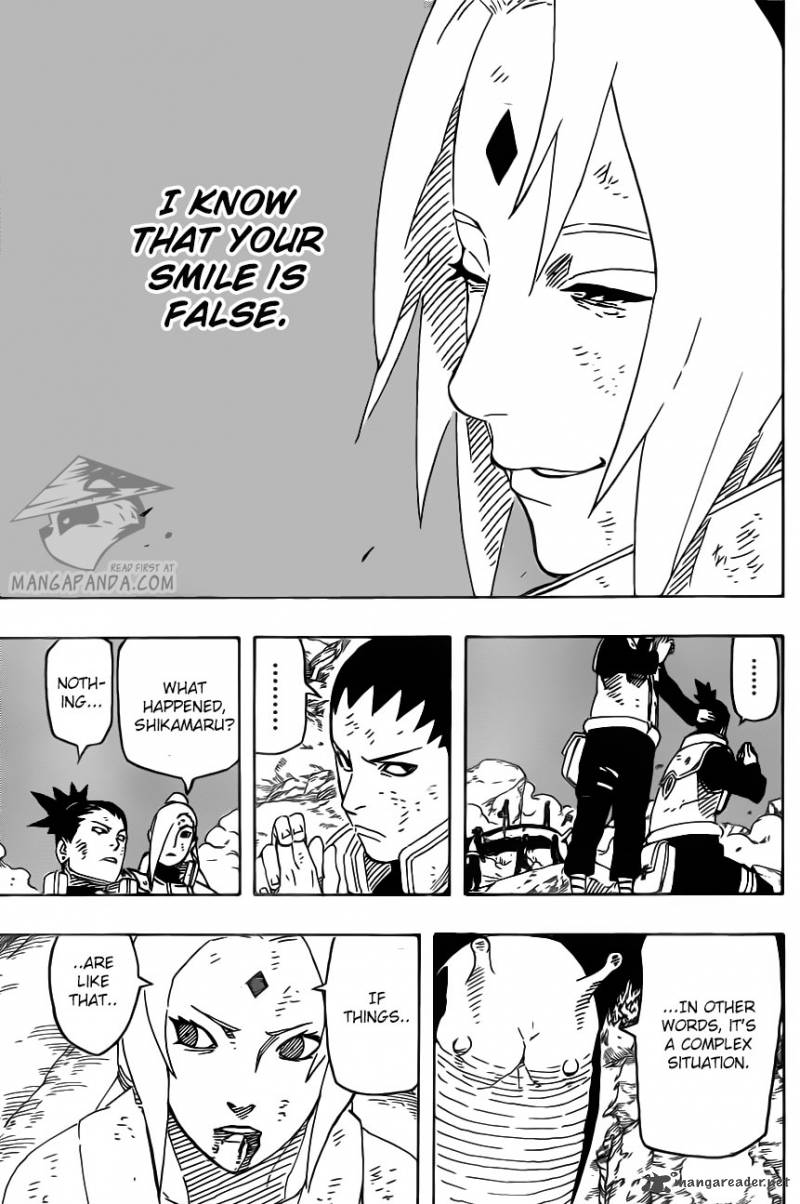 I KNOW
THAT YOUR
SMILE IS
FALSE.
READ FIRST AT
MANGAPANDA.COM
.........
.........
WHAT
HAPPENED,
SHIKAMARU?
NOTH-
ING...
...IN OTHER
WORDS, IT'S
A COMPLEX
SITUATION.
IF
THINGS..
..ARE
LIKE
THAT..
mangareader.net